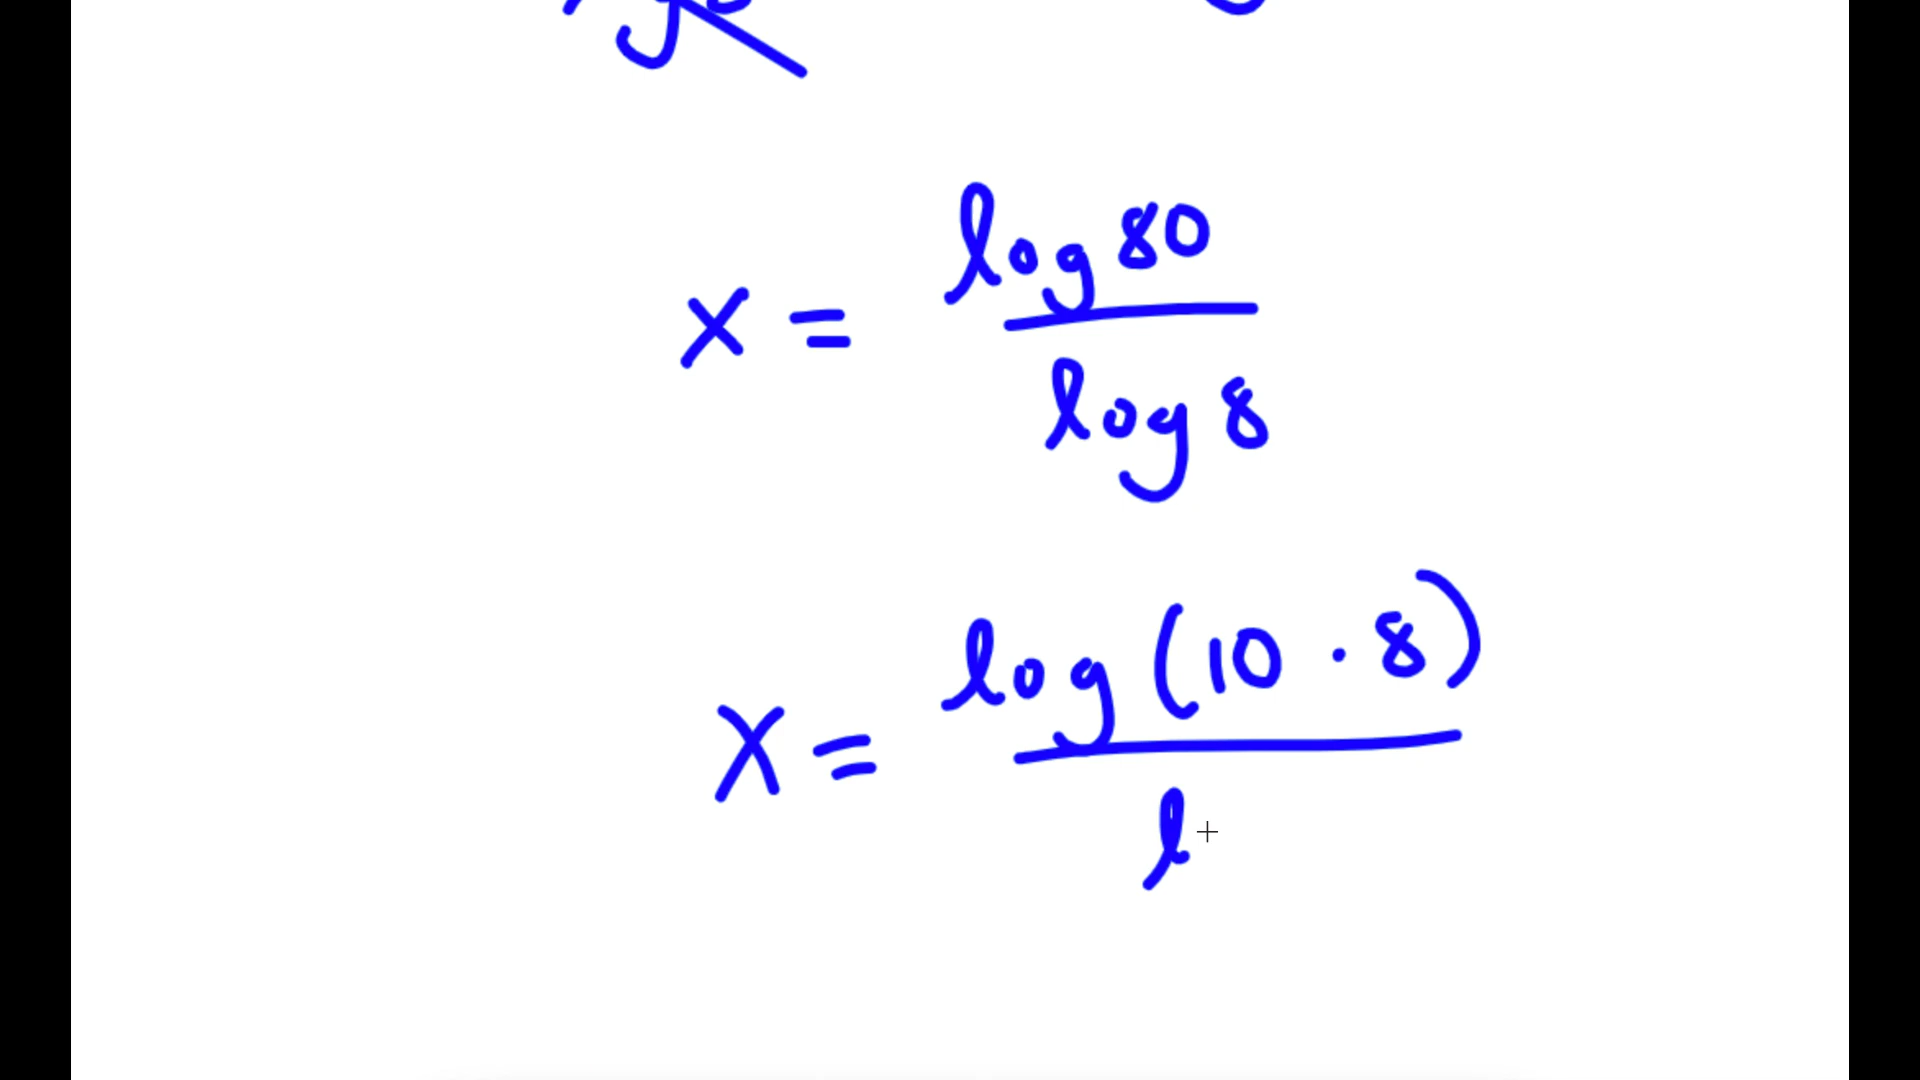 x = log 80 / log 8
x = log (10 · 8) / l